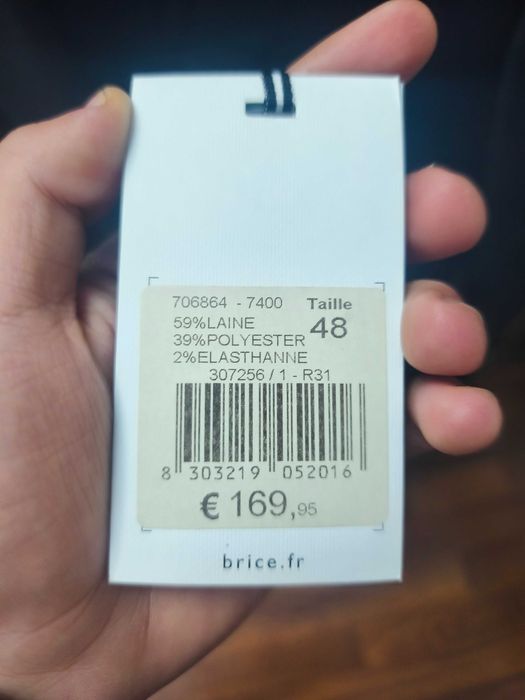 706864 - 7400 Taille
59%LAINE 48
39%POLYESTER
2%ELASTHANNE
307256 / 1 - R31
8 303219 052016
€ 169,95
brice.fr